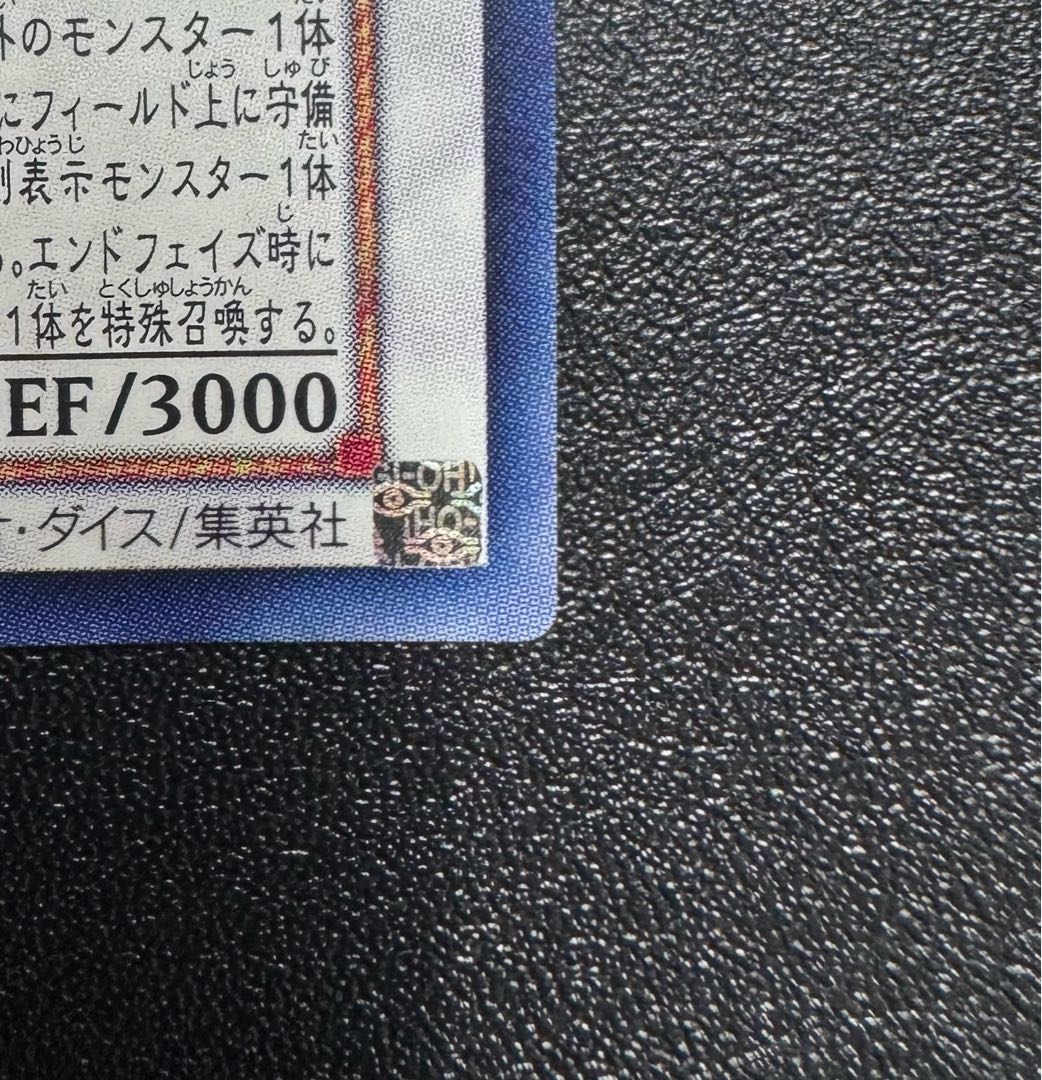 のモンスター1体
じょう しゅび
にフィールド上に守備
わひょうじ たい
表示モンスター1体
じ
。エンドフェイズ時に
たい とくしゅしょうかん
1体を特殊召喚する。
EF/3000
・ダイス/集英社